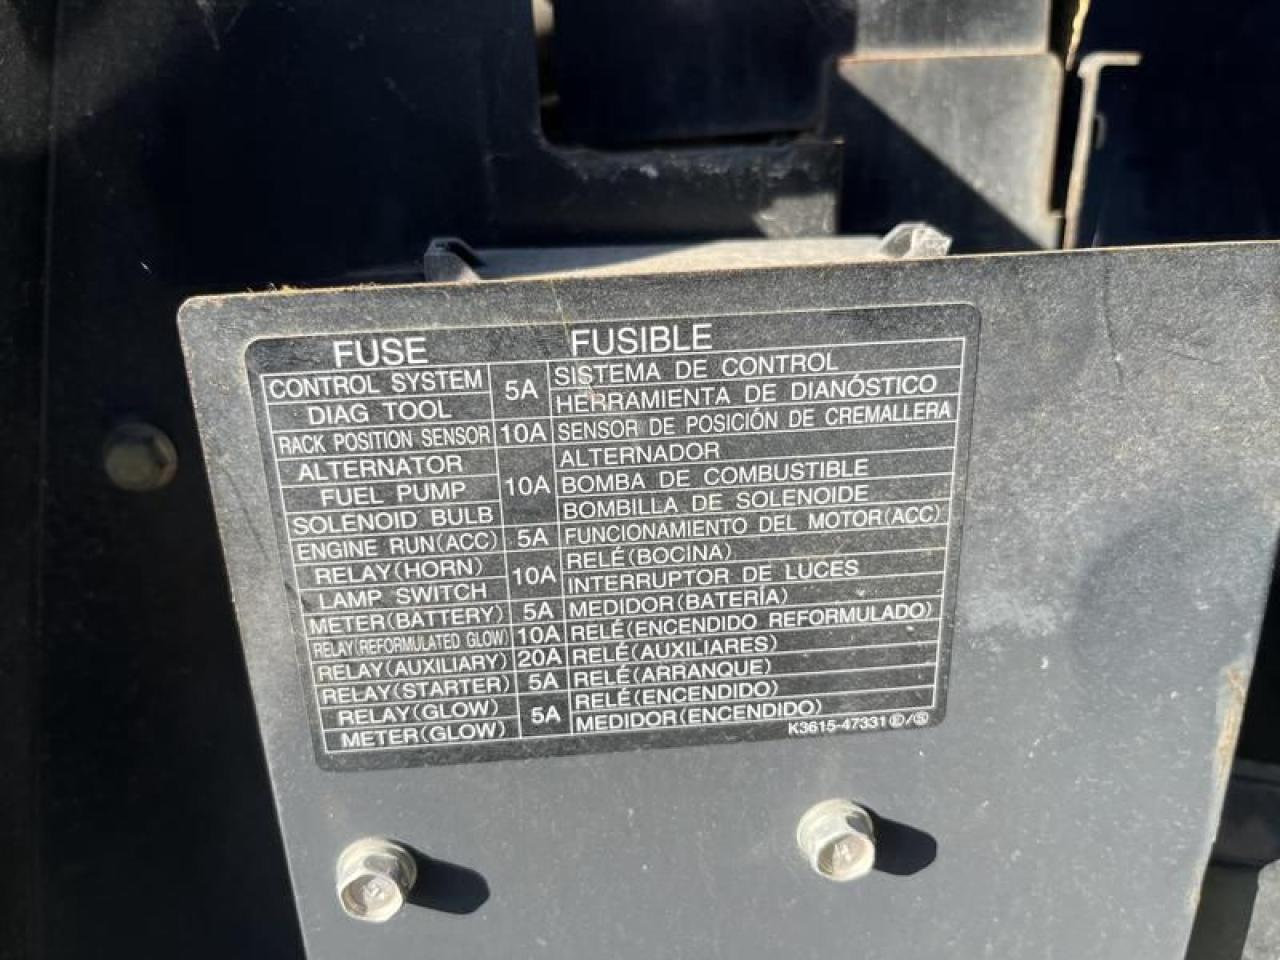 FUSE FUSIBLE
CONTROL SYSTEM 5A SISTEMA DE CONTROL
DIAG TOOL HERRAMIENTA DE DIANÓSTICO
RACK POSITION SENSOR 10A SENSOR DE POSICIÓN DE CREMALLERA
ALTERNATOR ALTERNADOR
FUEL PUMP 10A BOMBA DE COMBUSTIBLE
SOLENOID BULB BOMBILLA DE SOLENOIDE
ENGINE RUN(ACC) 5A FUNCIONAMIENTO DEL MOTOR(ACC)
RELAY(HORN) 10A RELÉ(BOCINA)
LAMP SWITCH INTERRUPTOR DE LUCES
METER(BATTERY) 5A MEDIDOR(BATERÍA)
RELAY(REFORMULATED GLOW) 10A RELÉ(ENCENDIDO REFORMULADO)
RELAY(AUXILIARY) 20A RELÉ(AUXILIARES)
RELAY(STARTER) 5A RELÉ(ARRANQUE)
RELAY(GLOW) 5A RELÉ(ENCENDIDO)
METER(GLOW) MEDIDOR(ENCENDIDO)
K3615-47331 Ⓔ/Ⓢ